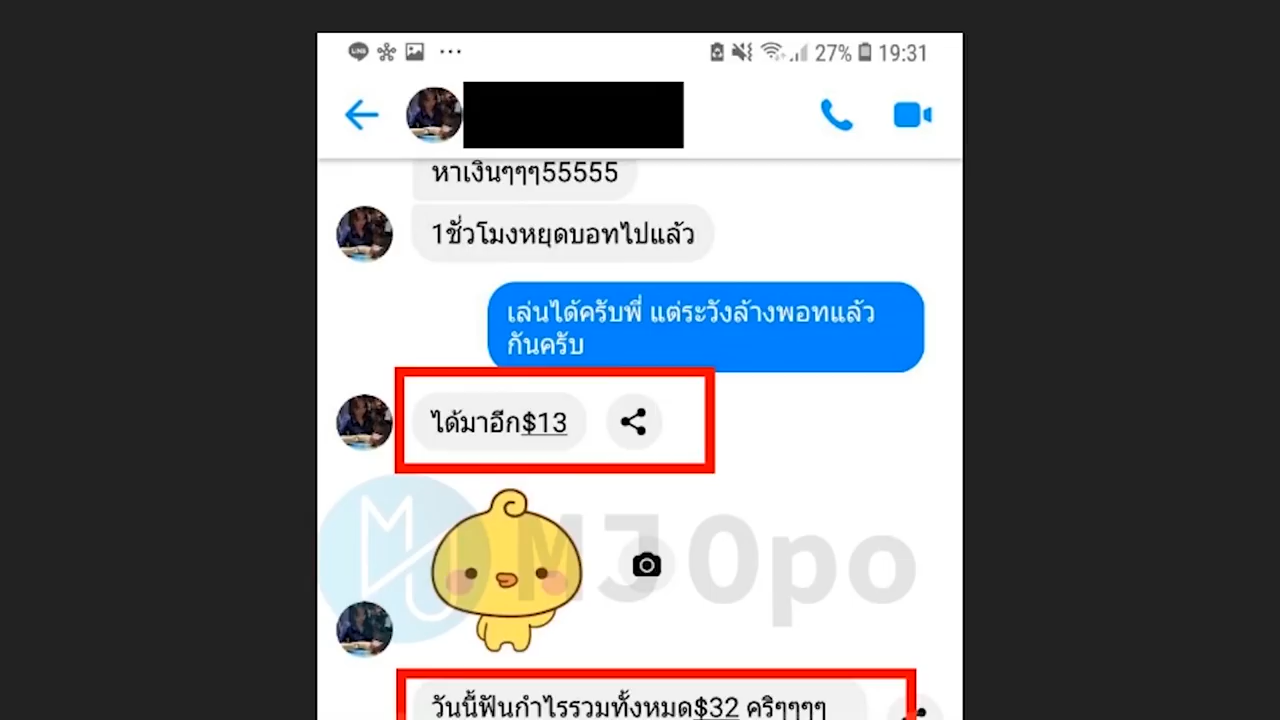 LINE
27% 19:31
หาเงินๆๆๆ55555
1ชั่วโมงหยุดบอทไปแล้ว
เล่นได้ครับพี่ แต่ระวังล้างพอทแล้ว
กันครับ
ได้มาอีก$13
MJ Opo
วันนี้ฟันกำไรรวมทั้งหมด$32 คริๆๆๆๆ